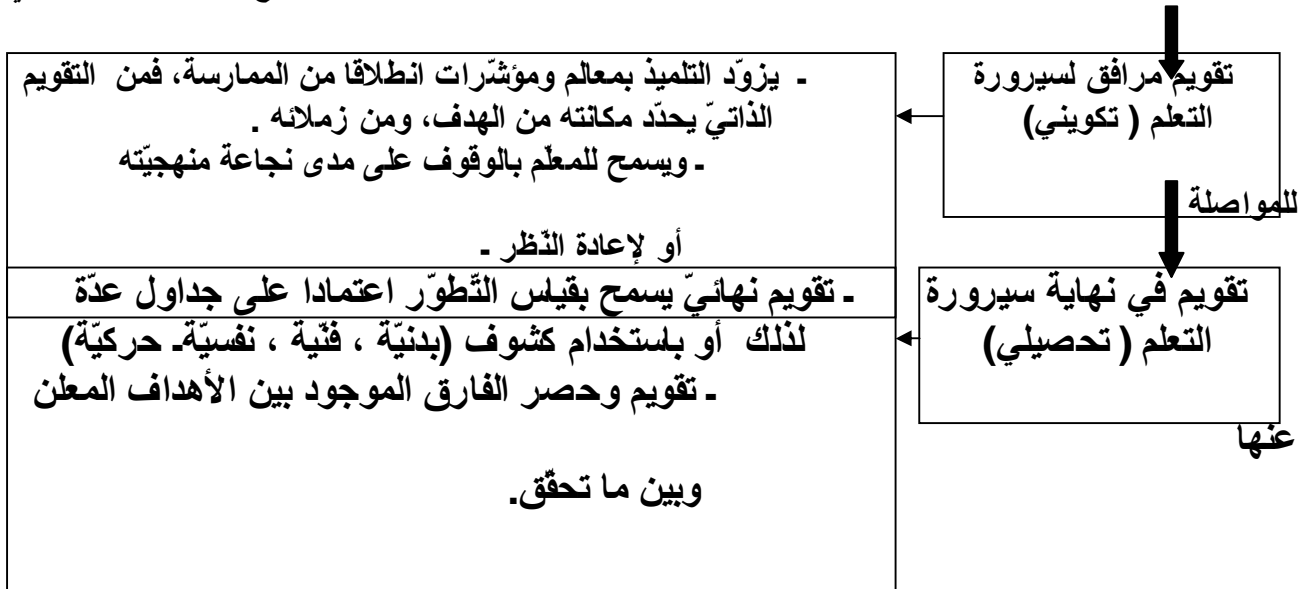 تقويم مرافق لسيرورة
التعلم ( تكويني)
ـ يزوّد التلميذ بمعالم ومؤشّرات انطلاقا من الممارسة، فمن التقويم
الذاتيّ يحدّد مكانته من الهدف، ومن زملائه .
ـ ويسمح للمعلّم بالوقوف على مدى نجاعة منهجيّته
للمواصلة
أو لإعادة النّظر ـ
تقويم في نهاية سيرورة
التعلم ( تحصيلي)
ـ تقويم نهائيّ يسمح بقياس التّطوّر اعتمادا على جداول عدّة
لذلك أو باستخدام كشوف (بدنيّة ، فنّية ، نفسيّةـ حركيّة)
ـ تقويم وحصر الفارق الموجود بين الأهداف المعلن
عنها
وبين ما تحقّق.